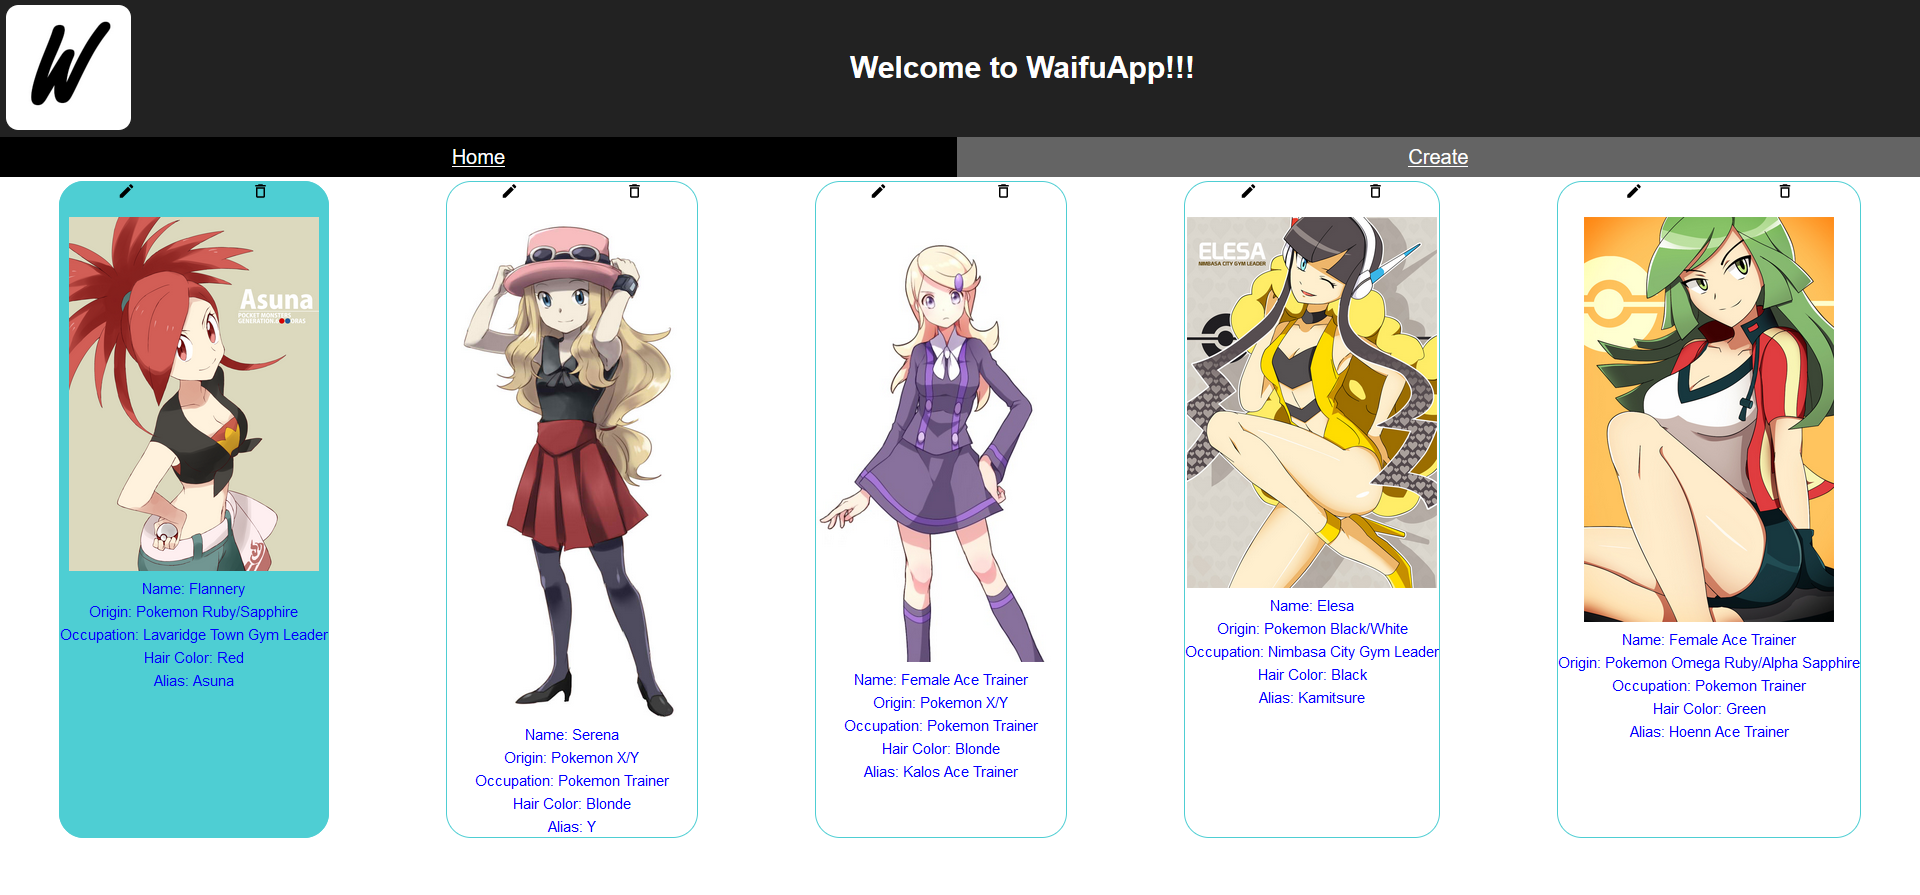 W
Welcome to WaifuApp!!!
Home
Create
Asuna
POCKET MONSTERS
Name: Flannery
Origin: Pokemon Ruby/Sapphire
Occupation: Lavaridge Town Gym Leader
Hair Color: Red
Alias: Asuna
Name: Serena
Origin: Pokemon X/Y
Occupation: Pokemon Trainer
Hair Color: Blonde
Alias: Y
Name: Female Ace Trainer
Origin: Pokemon X/Y
Occupation: Pokemon Trainer
Hair Color: Blonde
Alias: Kalos Ace Trainer
ELESA
NIMBASA CITY GYM LEADER
Name: Elesa
Origin: Pokemon Black/White
Occupation: Nimbasa City Gym Leader
Hair Color: Black
Alias: Kamitsure
Name: Female Ace Trainer
Origin: Pokemon Omega Ruby/Alpha Sapphire
Occupation: Pokemon Trainer
Hair Color: Green
Alias: Hoenn Ace Trainer